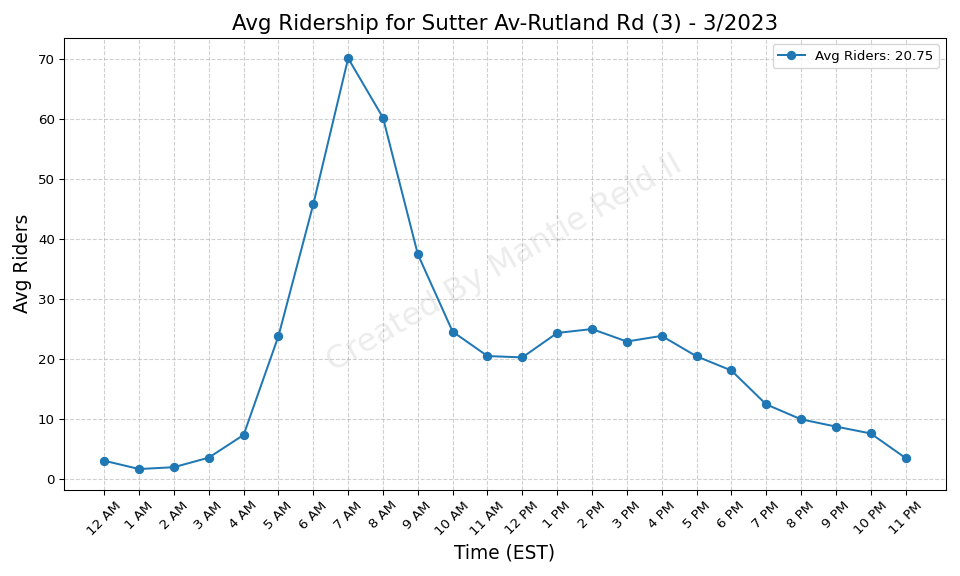 Avg Ridership for Sutter Av-Rutland Rd (3) - 3/2023
Avg Riders: 20.75
70
60
50
40
30
20
10
0
Avg Riders
Created By Mantie Reid II
12 AM
1 AM
2 AM
3 AM
4 AM
5 AM
6 AM
7 AM
8 AM
9 AM
10 AM
11 AM
12 PM
1 PM
2 PM
3 PM
4 PM
5 PM
6 PM
7 PM
8 PM
9 PM
10 PM
11 PM
Time (EST)